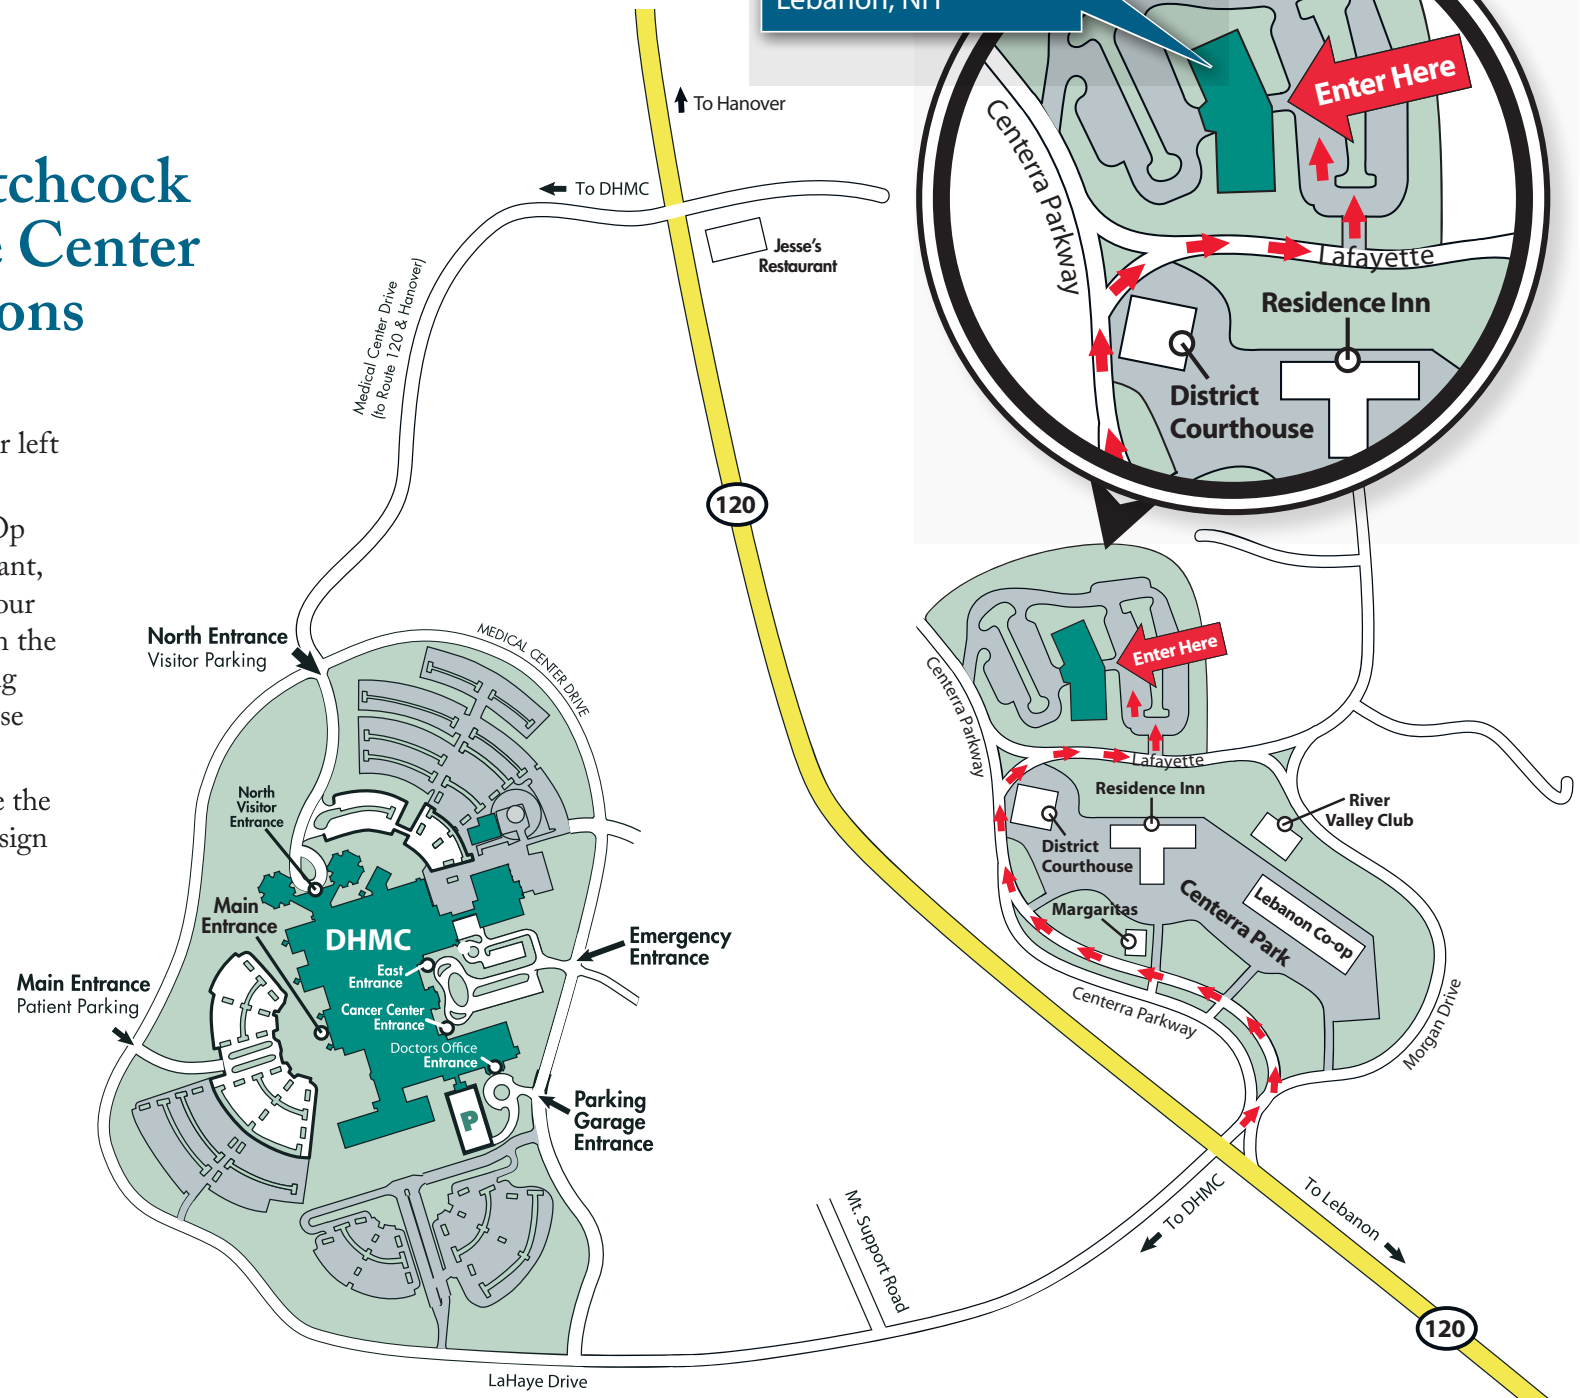 Lebanon, NH
tchcock
e Center
ons
r left
Op
ant,
our
n the
g
se
e the
sign
To Hanover
To DHMC
Jesse's
Restaurant
Medical Center Drive
(to Route 120 & Hanover)
120
Enter Here
Centerra Parkway
Lafayette
Residence Inn
District
Courthouse
North Entrance
Visitor Parking
MEDICAL CENTER DRIVE
North
Visitor
Entrance
Main
Entrance
DHMC
East
Entrance
Cancer Center
Entrance
Doctors Office
Entrance
P
Emergency
Entrance
Main Entrance
Patient Parking
Parking
Garage
Entrance
LaHaye Drive
Mt. Support Road
Enter Here
Centerra Parkway
Lafayette
Residence Inn
River
Valley Club
District
Courthouse
Margaritas
Centerra Park
Lebanon Co-op
Centerra Parkway
Morgan Drive
To DHMC
To Lebanon
120